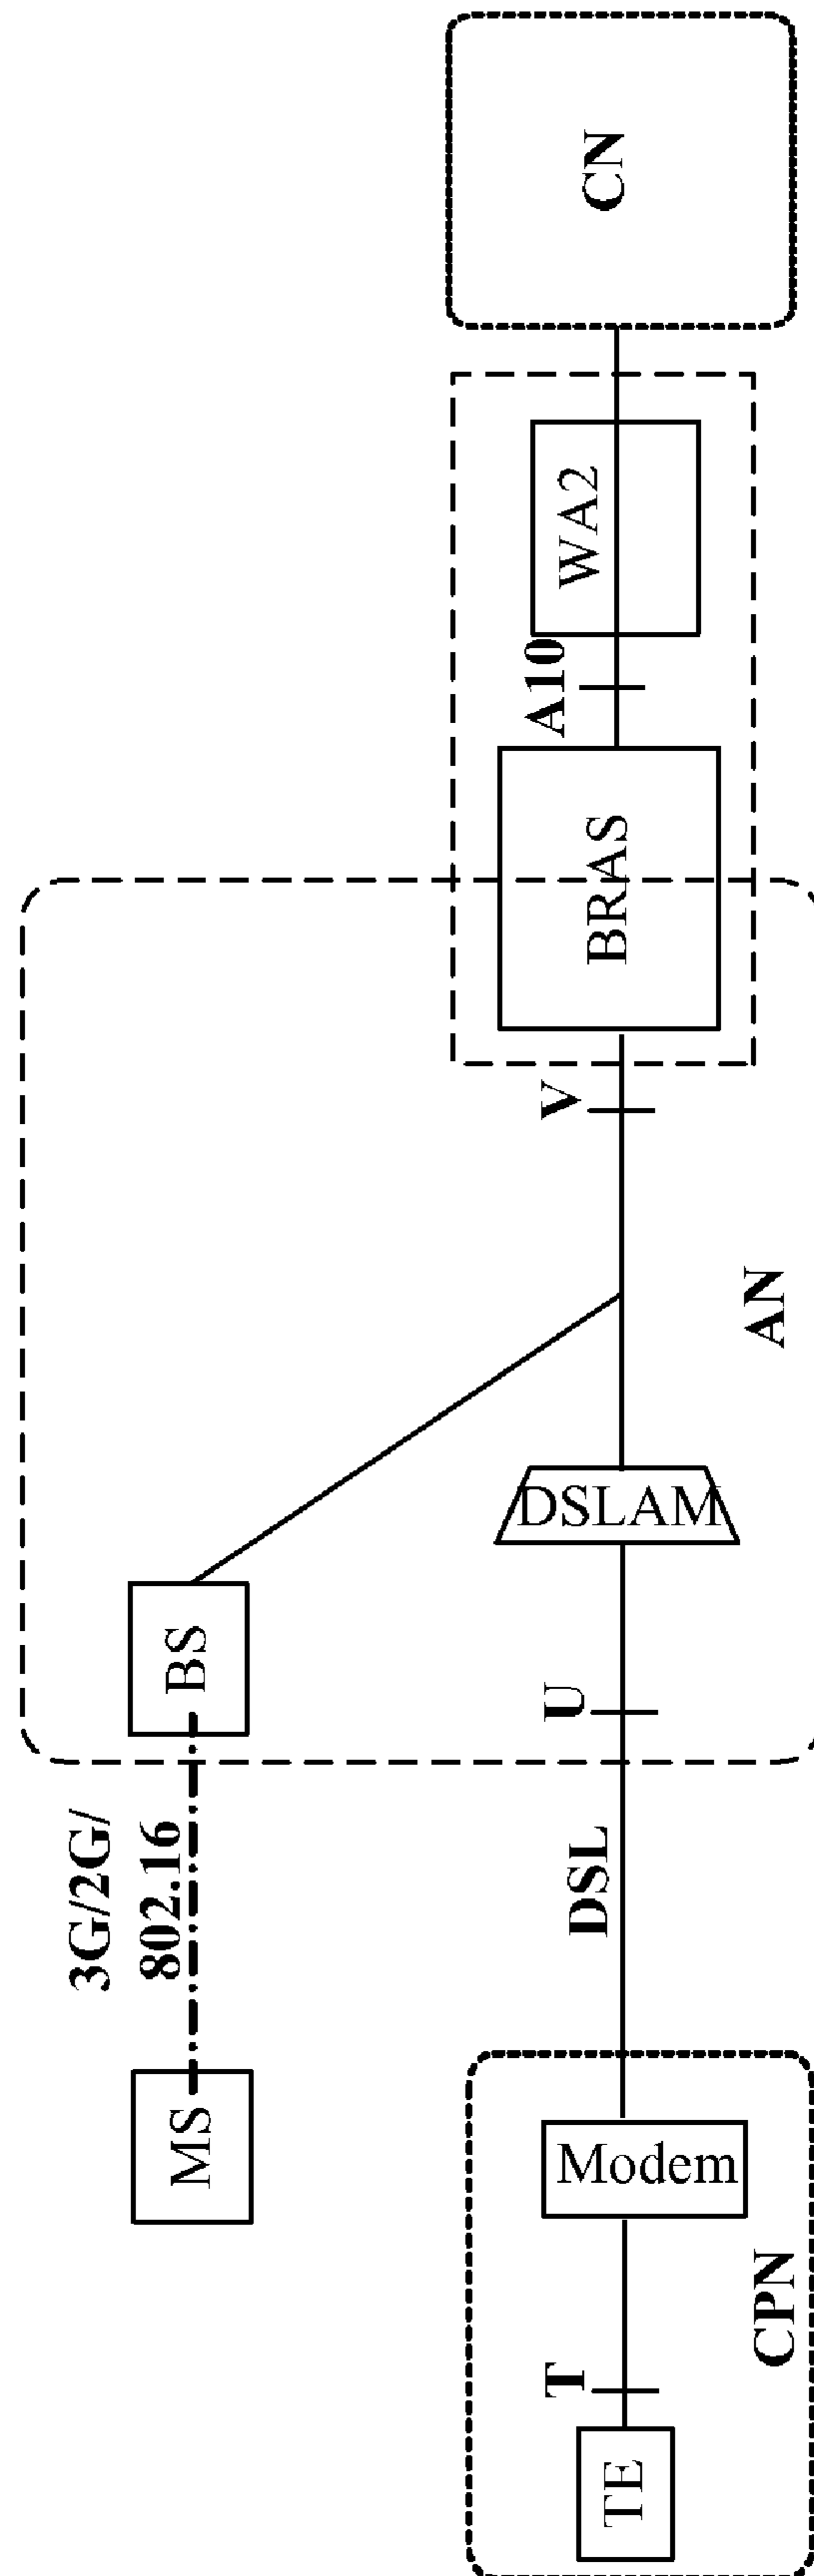 3G/2G/
802.16
MS
BS
TE
T
Modem
CPN
DSL
U
DSLAM
AN
V
BRAS
A10
WA2
CN